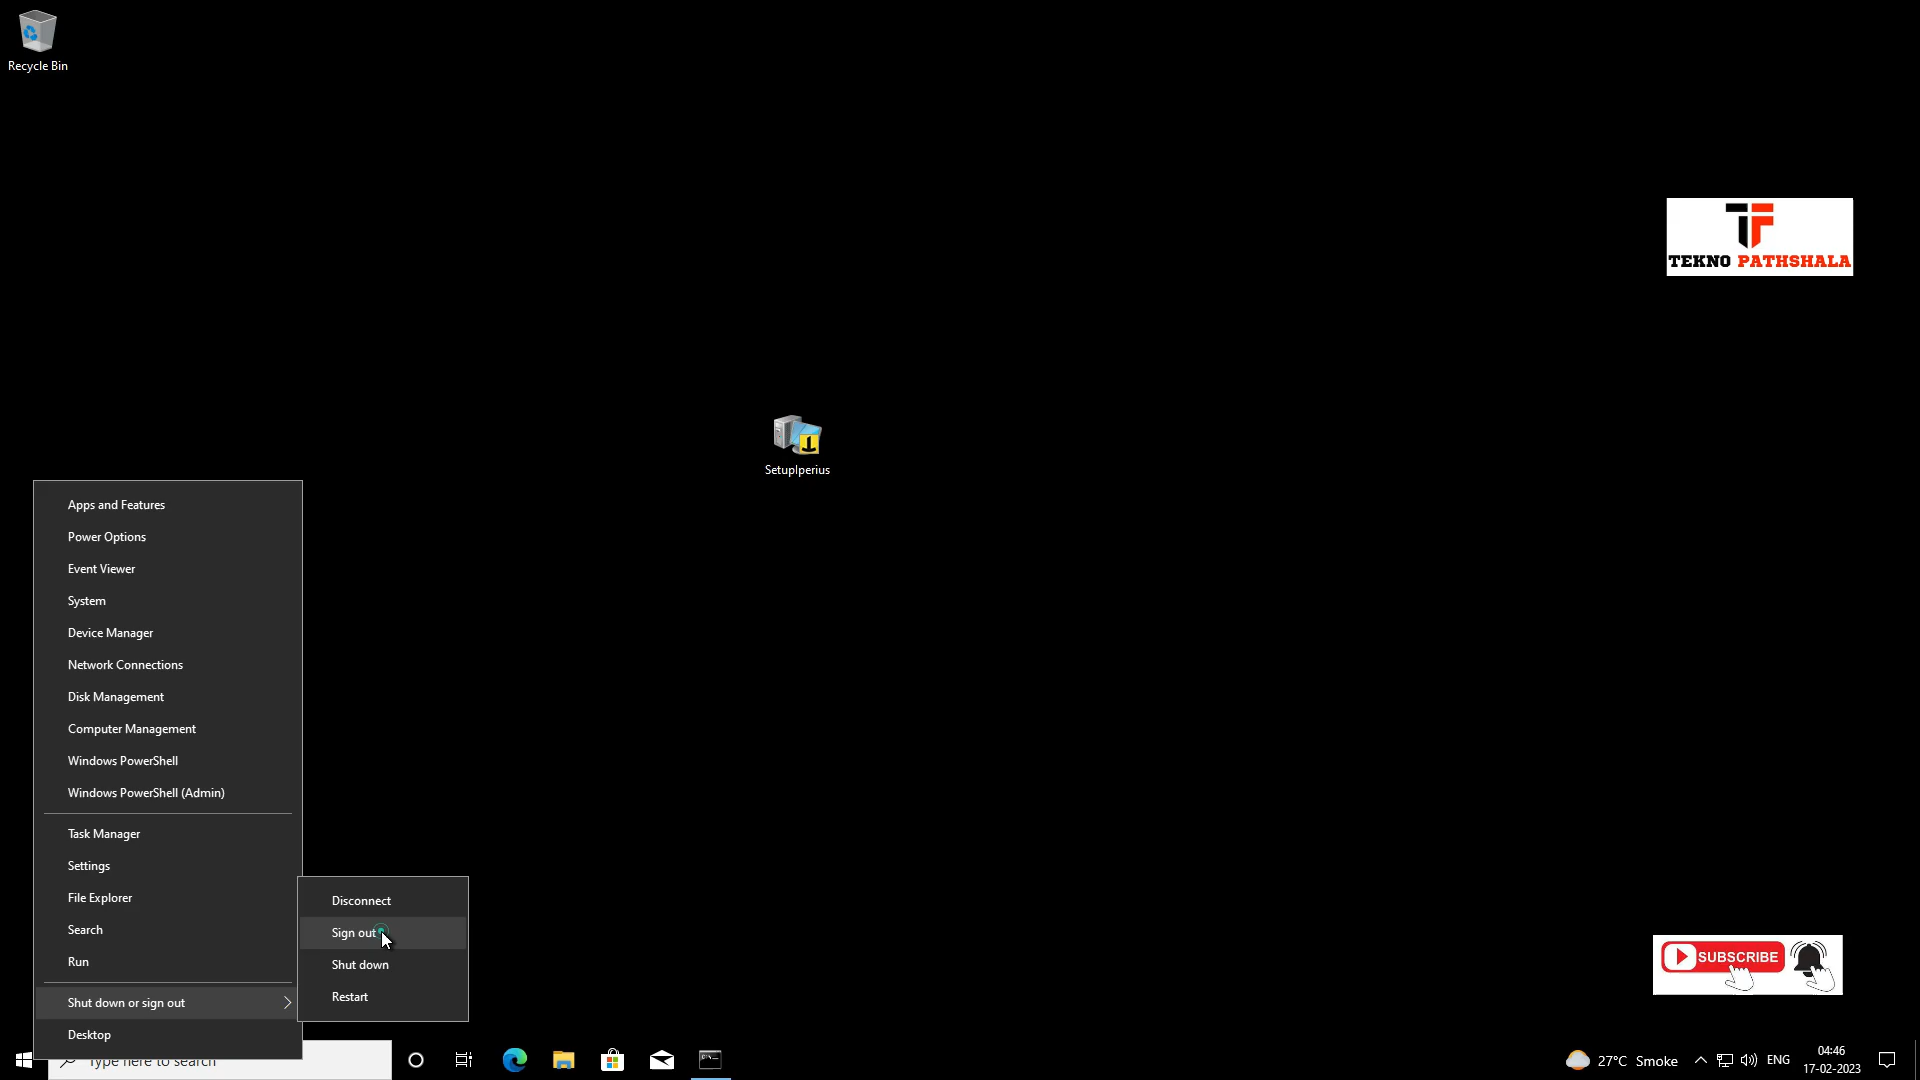 Recycle Bin
TEKNO PATHSHALA
SetupIperius
Apps and Features
Power Options
Event Viewer
System
Device Manager
Network Connections
Disk Management
Computer Management
Windows PowerShell
Windows PowerShell (Admin)
Task Manager
Settings
File Explorer
Search
Run
Shut down or sign out
Desktop
Disconnect
Sign out
Shut down
Restart
SUBSCRIBE
Type here to search
27°C Smoke
ENG
04:46
17-02-2023